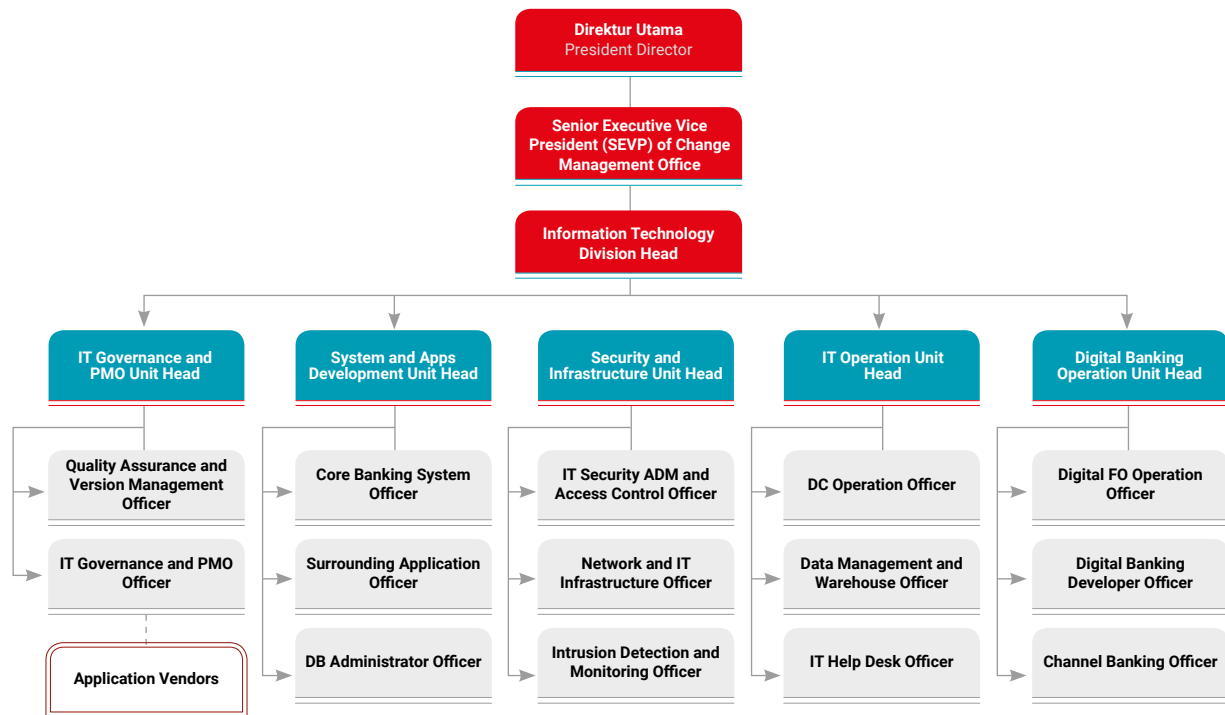 Direktur Utama
President Director
Senior Executive Vice
President (SEVP) of Change
Management Office
Information Technology
Division Head
IT Governance and
PMO Unit Head
System and Apps
Development Unit Head
Security and
Infrastructure Unit Head
IT Operation Unit
Head
Digital Banking
Operation Unit Head
Quality Assurance and
Version Management
Officer
Core Banking System
Officer
IT Security ADM and
Access Control Officer
DC Operation Officer
Digital FO Operation
Officer
IT Governance and PMO
Officer
Surrounding Application
Officer
Network and IT
Infrastructure Officer
Data Management and
Warehouse Officer
Digital Banking
Developer Officer
Application Vendors
DB Administrator Officer
Intrusion Detection and
Monitoring Officer
IT Help Desk Officer
Channel Banking Officer